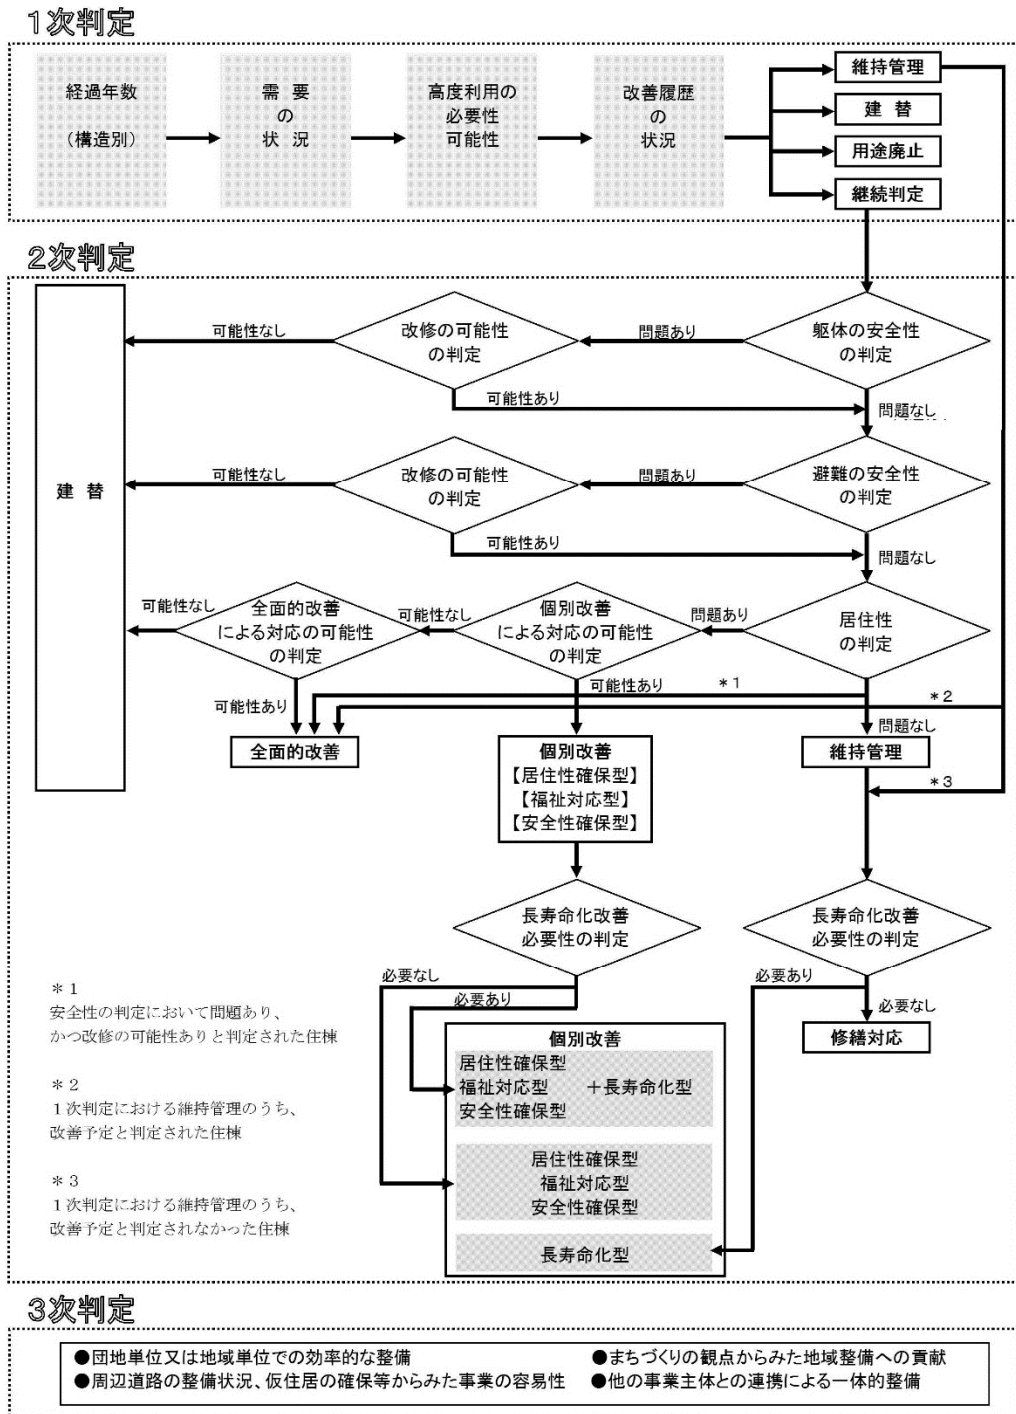 1次判定
経過年数
(構造別)
需 要
の
状 況
高度利用の
必要性
可能性
改善履歴
の
状況
維持管理
建 替
用途廃止
継続判定
2次判定
建 替
可能性なし
改修の可能性
の判定
問題あり
躯体の安全性
の判定
可能性あり
問題なし
可能性なし
改修の可能性
の判定
問題あり
避難の安全性
の判定
可能性あり
問題なし
可能性なし
全面的改善
による対応の可能性
の判定
可能性なし
個別改善
による対応の可能性
の判定
問題あり
居住性
の判定
可能性あり
可能性あり
*1
*2
問題なし
全面的改善
個別改善
【居住性確保型】
【福祉対応型】
【安全性確保型】
維持管理
*3
長寿命化改善
必要性の判定
長寿命化改善
必要性の判定
必要なし
必要あり
必要あり
必要なし
修繕対応
個別改善
居住性確保型
福祉対応型 +長寿命化型
安全性確保型
居住性確保型
福祉対応型
安全性確保型
長寿命化型
*1
安全性の判定において問題あり、
かつ改修の可能性ありと判定された住棟
*2
1次判定における維持管理のうち、
改善予定と判定された住棟
*3
1次判定における維持管理のうち、
改善予定と判定されなかった住棟
3次判定
●団地単位又は地域単位での効率的な整備
●まちづくりの観点からみた地域整備への貢献
●周辺道路の整備状況、仮住居の確保等からみた事業の容易性
●他の事業主体との連携による一体的整備